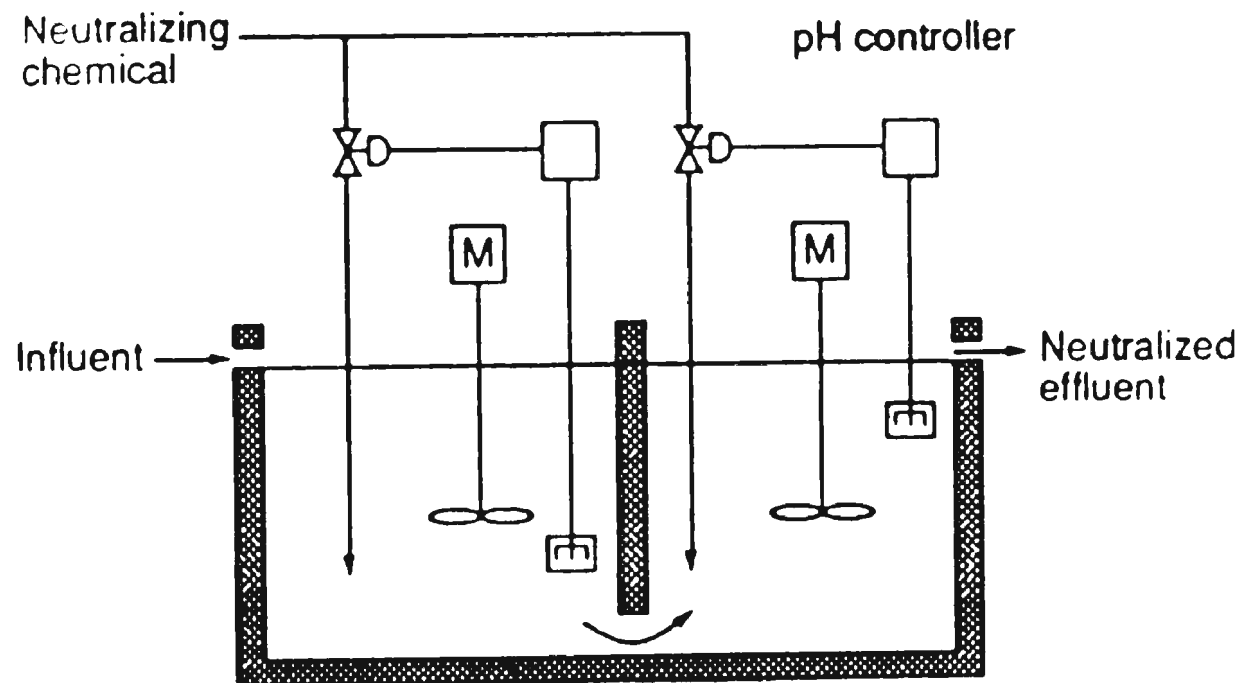 Neutralizing
chemical
pH controller
M
M
Influent
Neutralized
effluent